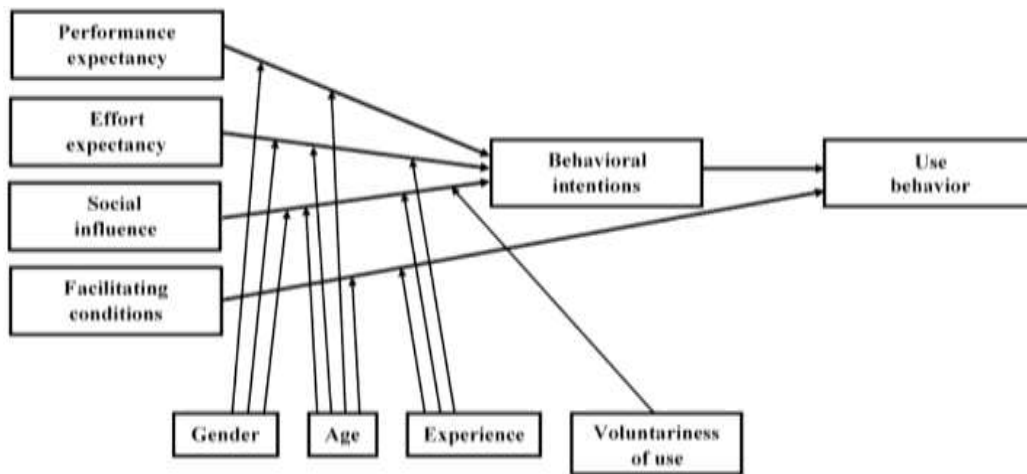 Performance
expectancy
Effort
expectancy
Social
influence
Facilitating
conditions
Behavioral
intentions
Use
behavior
Gender
Age
Experience
Voluntariness
of use